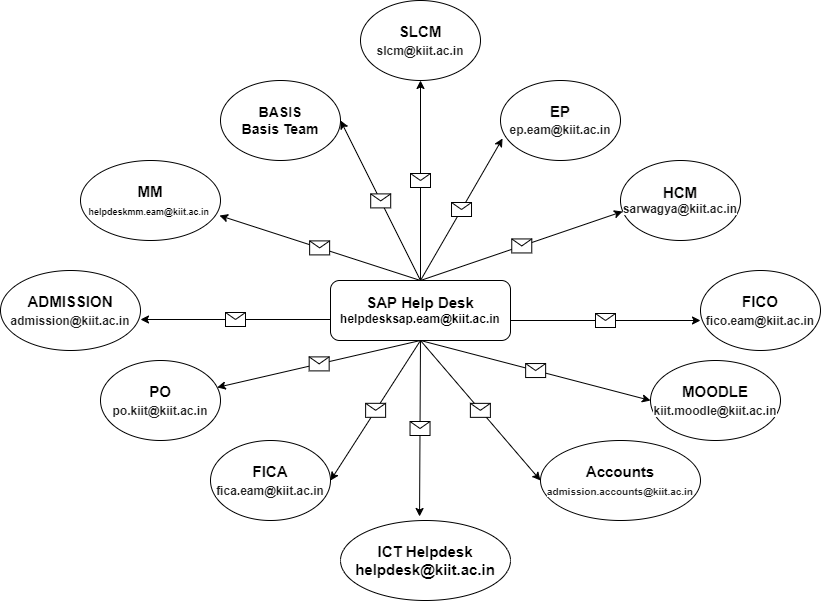 SLCM
slcm@kiit.ac.in
BASIS
Basis Team
EP
ep.eam@kiit.ac.in
MM
helpdeskmm.eam@kiit.ac.in
HCM
sarwagya@kiit.ac.in
ADMISSION
admission@kiit.ac.in
SAP Help Desk
helpdesksap.eam@kiit.ac.in
FICO
fico.eam@kiit.ac.in
PO
po.kiit@kiit.ac.in
MOODLE
kiit.moodle@kiit.ac.in
FICA
fica.eam@kiit.ac.in
Accounts
admission.accounts@kiit.ac.in
ICT Helpdesk
helpdesk@kiit.ac.in